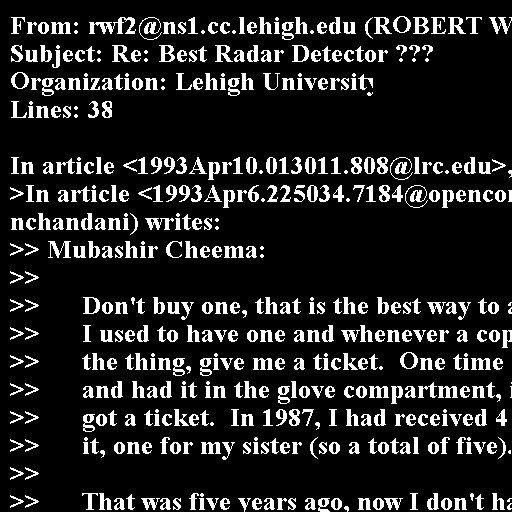 From: rwf2@ns1.cc.lehigh.edu (ROBERT W
Subject: Re: Best Radar Detector ???
Organization: Lehigh University
Lines: 38

In article <1993Apr10.013011.808@lrc.edu>,
>In article <1993Apr6.225034.7184@opencon
nchandani) writes:
>> Mubashir Cheema:
>>
>>      Don't buy one, that is the best way to a
>>      I used to have one and whenever a cop
>>      the thing, give me a ticket.  One time
>>      and had it in the glove compartment, i
>>      got a ticket.  In 1987, I had received 4
>>      it, one for my sister (so a total of five).
>>
>>      That was five years ago, now I don't ha